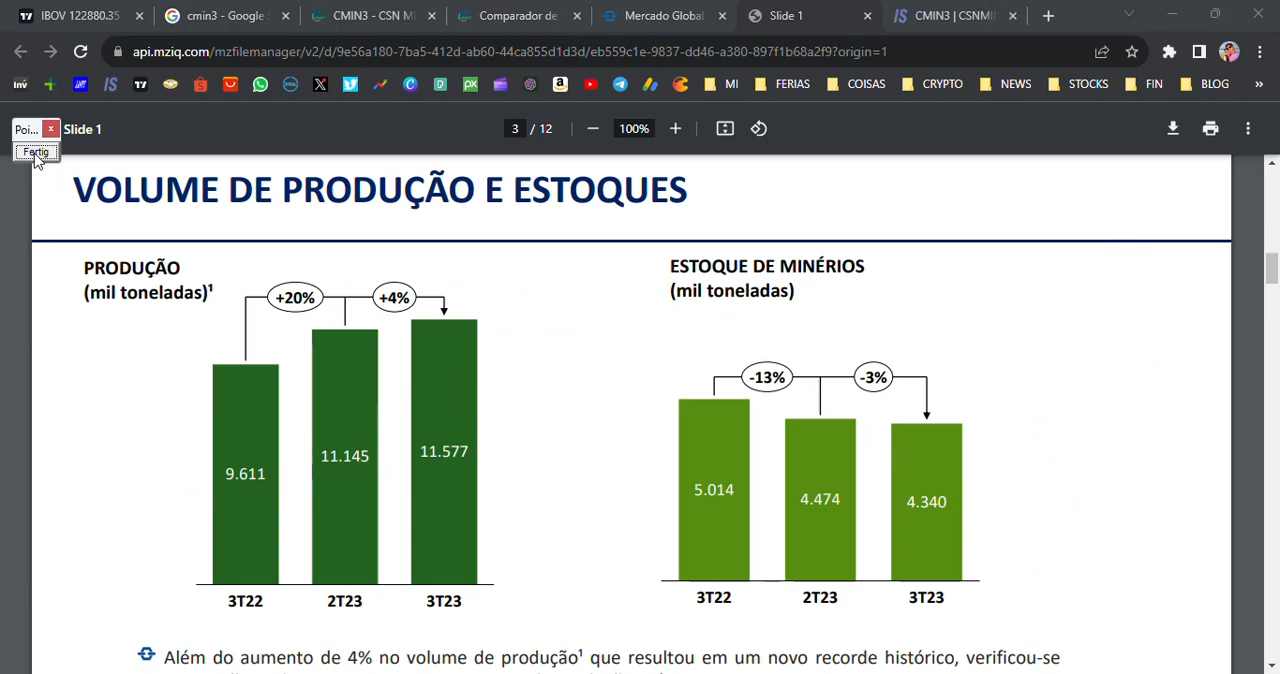 IBOV 122880.35
cmin3 - Google
CMIN3 - CSN MI
Comparador de
Mercado Global
Slide 1
CMIN3 | CSNMIN
api.mziq.com/mzfilemanager/v2/d/9e56a180-7ba5-412d-ab60-44ca855d1d3d/eb559c1e-9837-dd46-a380-897f1b68a2f9?origin=1
MI FERIAS COISAS CRYPTO NEWS STOCKS FIN BLOG »
Poi...
Slide 1
3 / 12
100%
Fertig
VOLUME DE PRODUÇÃO E ESTOQUES
PRODUÇÃO
(mil toneladas)¹
+20% +4%
9.611 11.145 11.577
3T22 2T23 3T23
ESTOQUE DE MINÉRIOS
(mil toneladas)
-13% -3%
5.014 4.474 4.340
3T22 2T23 3T23
Além do aumento de 4% no volume de produção¹ que resultou em um novo recorde histórico, verificou-se